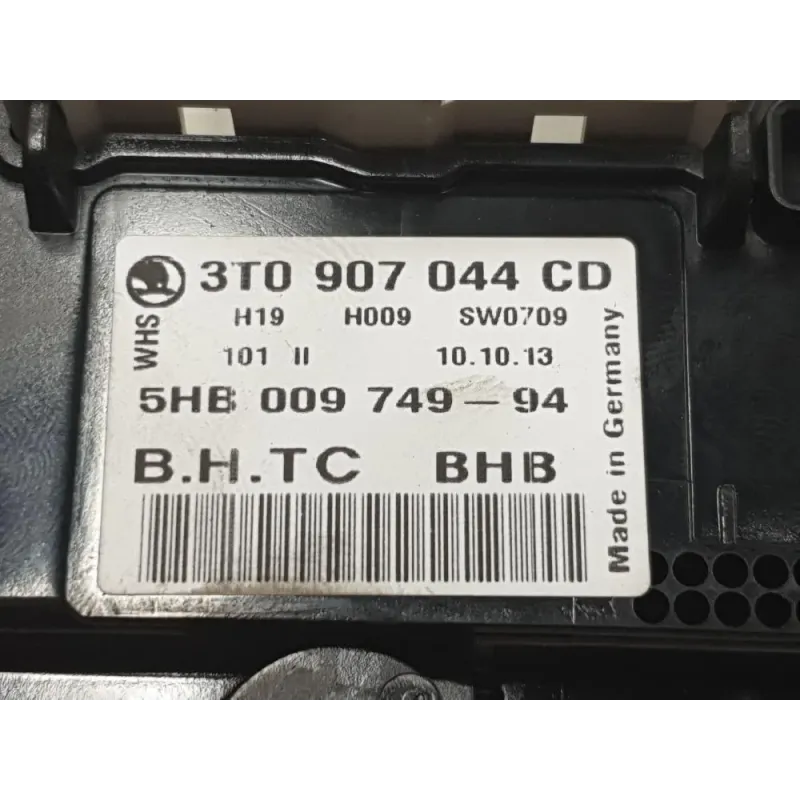 3T0 907 044 CD
WHS
H19 H009 SW0709
101 II 10.10.13
5HB 009 749-94
B.H.TC BHB
Made in Germany